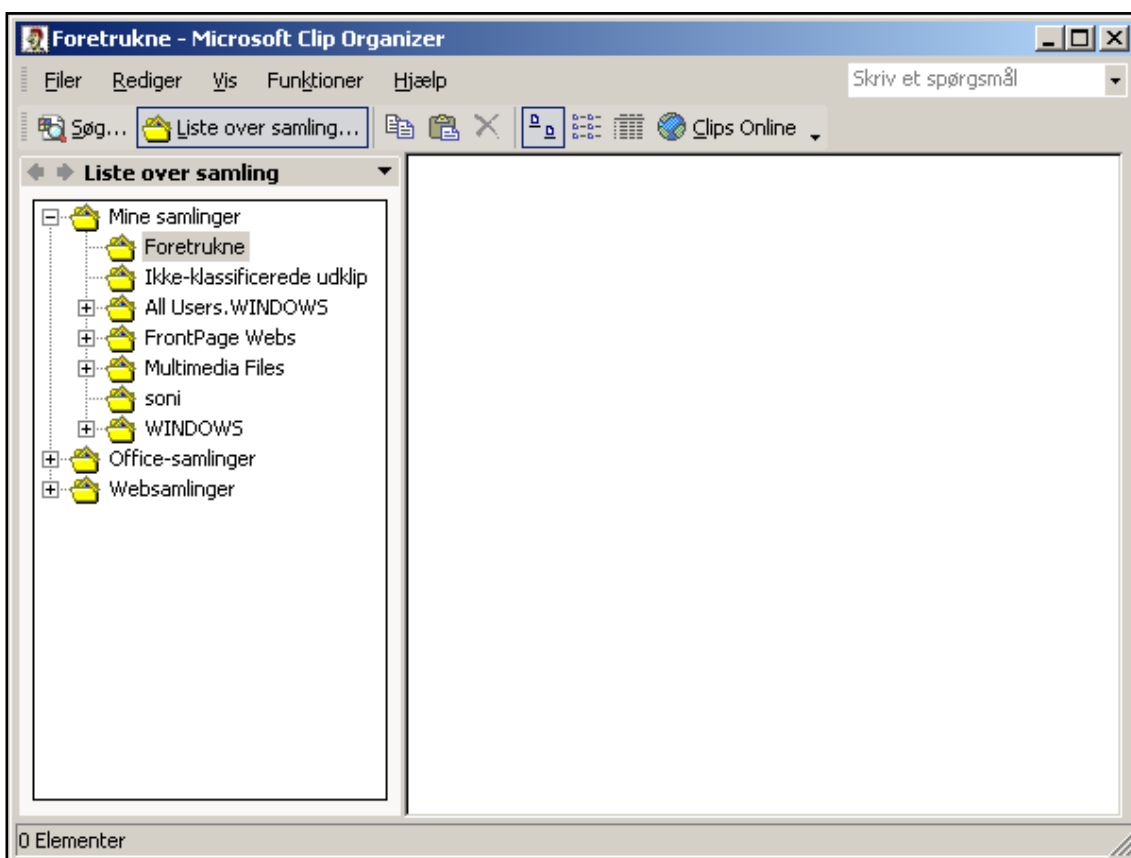 Foretrukne - Microsoft Clip Organizer
Filer Rediger Vis Funktioner Hjælp Skriv et spørgsmål
Søg... Liste over samling... Clips Online
Liste over samling
Mine samlinger
Foretrukne
Ikke-klassificerede udklip
All Users.WINDOWS
FrontPage Webs
Multimedia Files
soni
WINDOWS
Office-samlinger
Websamlinger
0 Elementer